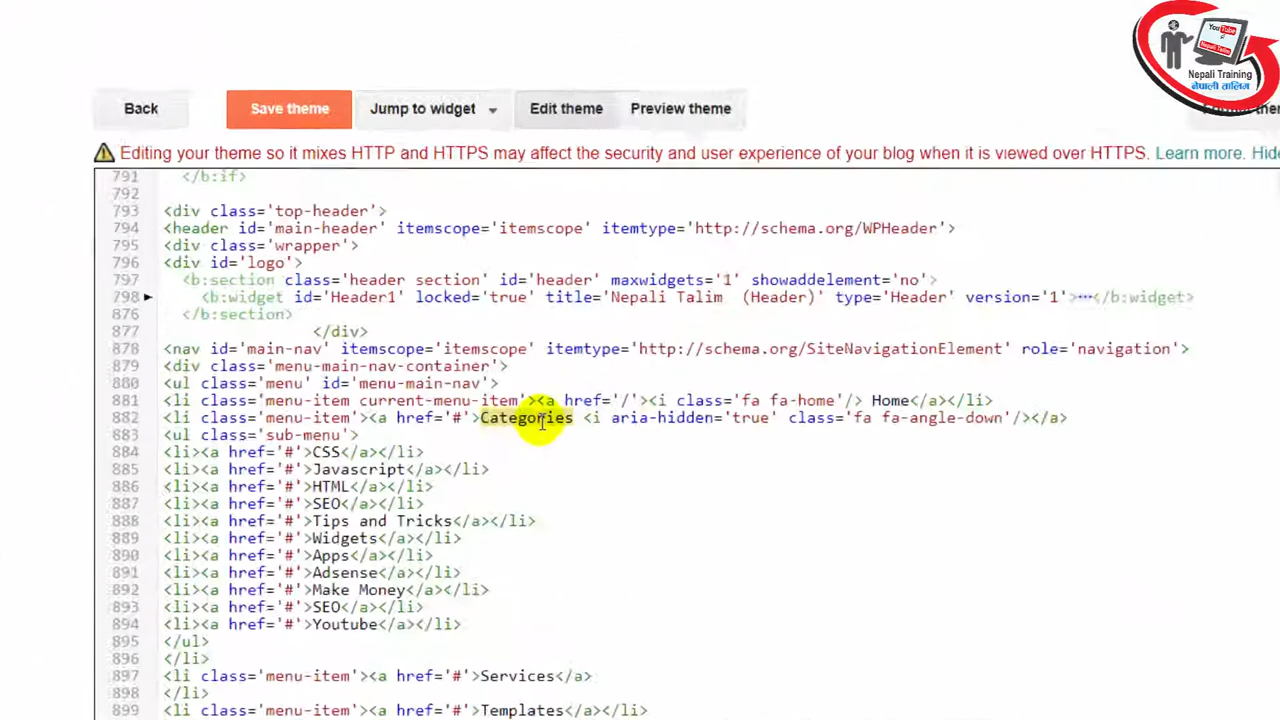 YouTube
Nepali Talim
Nepali Training
नेपाली तालिम
Back Save theme Jump to widget Edit theme Preview theme
Editing your theme so it mixes HTTP and HTTPS may affect the security and user experience of your blog when it is viewed over HTTPS. Learn more. Hide
791 </b:if>
792
793 <div class='top-header'>
794 <header id='main-header' itemscope='itemscope' itemtype='http://schema.org/WPHeader'>
795 <div class='wrapper'>
796 <div id='logo'>
797 <b:section class='header section' id='header' maxwidgets='1' showaddelement='no'>
798 <b:widget id='Header1' locked='true' title='Nepali Talim (Header)' type='Header' version='1'>⋯</b:widget>
876 </b:section>
877 </div>
878 <nav id='main-nav' itemscope='itemscope' itemtype='http://schema.org/SiteNavigationElement' role='navigation'>
879 <div class='menu-main-nav-container'>
880 <ul class='menu' id='menu-main-nav'>
881 <li class='menu-item current-menu-item'><a href='/'><i class='fa fa-home'/> Home</a></li>
882 <li class='menu-item'><a href='#'>Categories <i aria-hidden='true' class='fa fa-angle-down'/></a>
883 <ul class='sub-menu'>
884 <li><a href='#'>CSS</a></li>
885 <li><a href='#'>Javascript</a></li>
886 <li><a href='#'>HTML</a></li>
887 <li><a href='#'>SEO</a></li>
888 <li><a href='#'>Tips and Tricks</a></li>
889 <li><a href='#'>Widgets</a></li>
890 <li><a href='#'>Apps</a></li>
891 <li><a href='#'>Adsense</a></li>
892 <li><a href='#'>Make Money</a></li>
893 <li><a href='#'>SEO</a></li>
894 <li><a href='#'>Youtube</a></li>
895 </ul>
896 </li>
897 <li class='menu-item'><a href='#'>Services</a>
898 </li>
899 <li class='menu-item'><a href='#'>Templates</a></li>